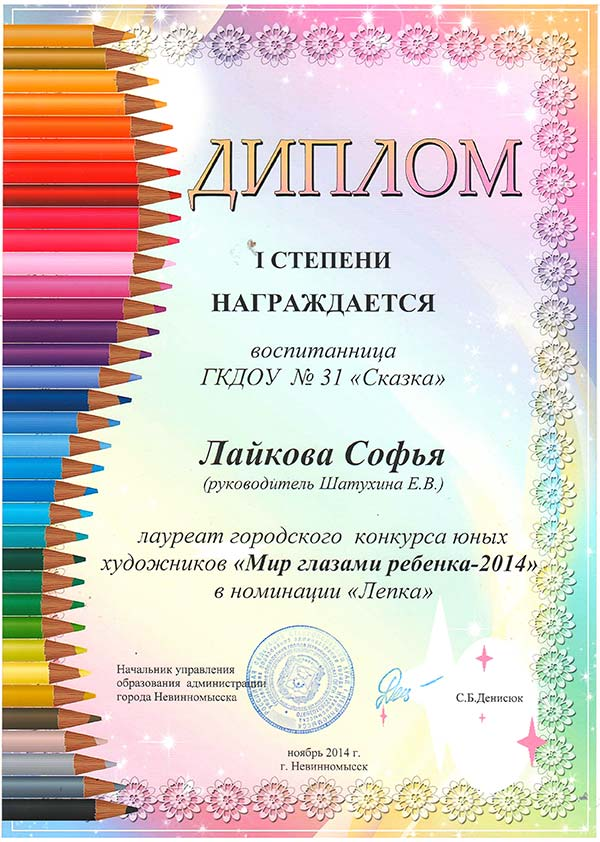 ДИПЛОМ
I СТЕПЕНИ
НАГРАЖДАЕТСЯ
воспитанница
ГКДОУ № 31 «Сказка»
Лайкова Софья
(руководитель Шатухина Е.В.)
лауреат городского конкурса юных
художников «Мир глазами ребенка-2014»
в номинации «Лепка»
Начальник управления
образования администрации
города Невинномысска
С.Б.Денисюк
ноябрь 2014 г.
г. Невинномысск